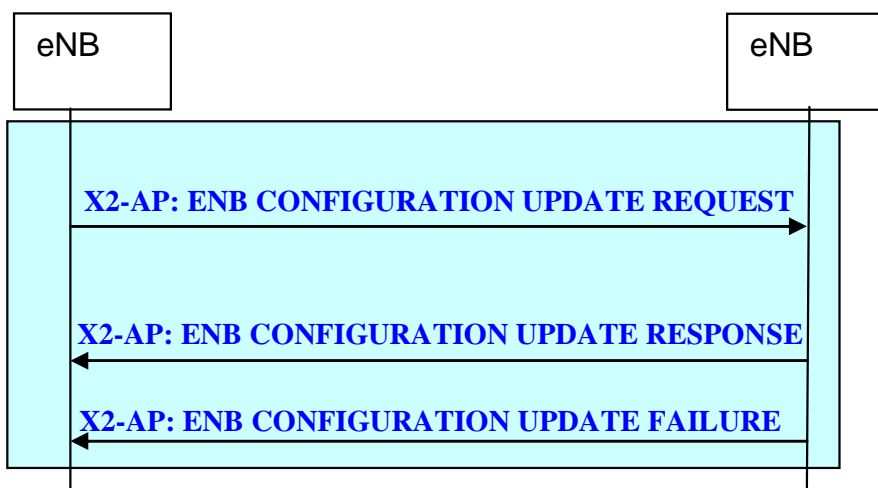 eNB
eNB
X2-AP: ENB CONFIGURATION UPDATE REQUEST
X2-AP: ENB CONFIGURATION UPDATE RESPONSE
X2-AP: ENB CONFIGURATION UPDATE FAILURE